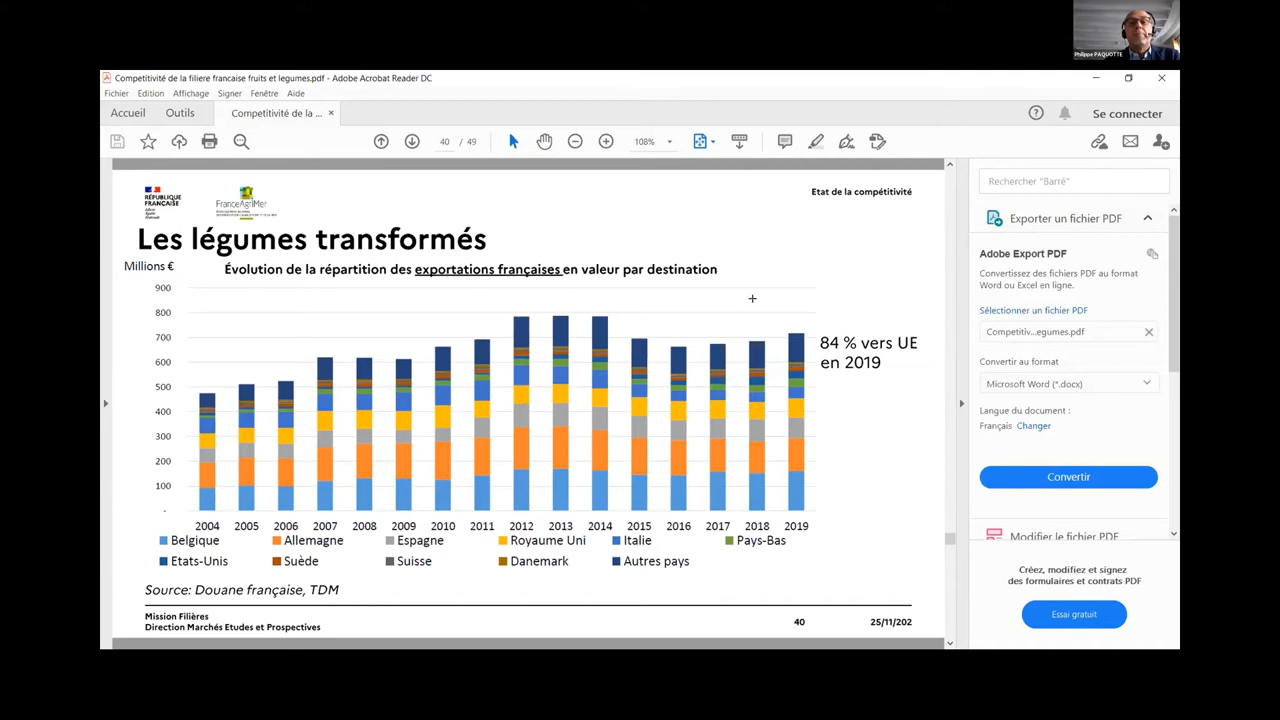 Philippe PAQUOTTE
Competitivité de la filiere francaise fruits et legumes.pdf - Adobe Acrobat Reader DC
Fichier Edition Affichage Signer Fenêtre Aide
Accueil Outils Compétitivité de la ... × Se connecter
40 / 49 108%
RÉPUBLIQUE
FRANÇAISE
Liberté
Égalité
Fraternité
FranceAgriMer
Etat de la compétitivité
Les légumes transformés
Millions €
Évolution de la répartition des exportations françaises en valeur par destination
900
800
700
600
500
400
300
200
100
-
84 % vers UE
en 2019
2004 2005 2006 2007 2008 2009 2010 2011 2012 2013 2014 2015 2016 2017 2018 2019
Belgique Allemagne Espagne Royaume Uni Italie Pays-Bas
Etats-Unis Suède Suisse Danemark Autres pays
Source: Douane française, TDM
Mission Filières
Direction Marchés Etudes et Prospectives
40
25/11/202
Rechercher "Barré"
Exporter un fichier PDF
Adobe Export PDF
Convertissez des fichiers PDF au format
Word ou Excel en ligne.
Sélectionner un fichier PDF
Competitiv...egumes.pdf
Convertir au format
Microsoft Word (*.docx)
Langue du document :
Français Changer
Convertir
Modifier le fichier PDF
Créez, modifiez et signez
des formulaires et contrats PDF
Essai gratuit